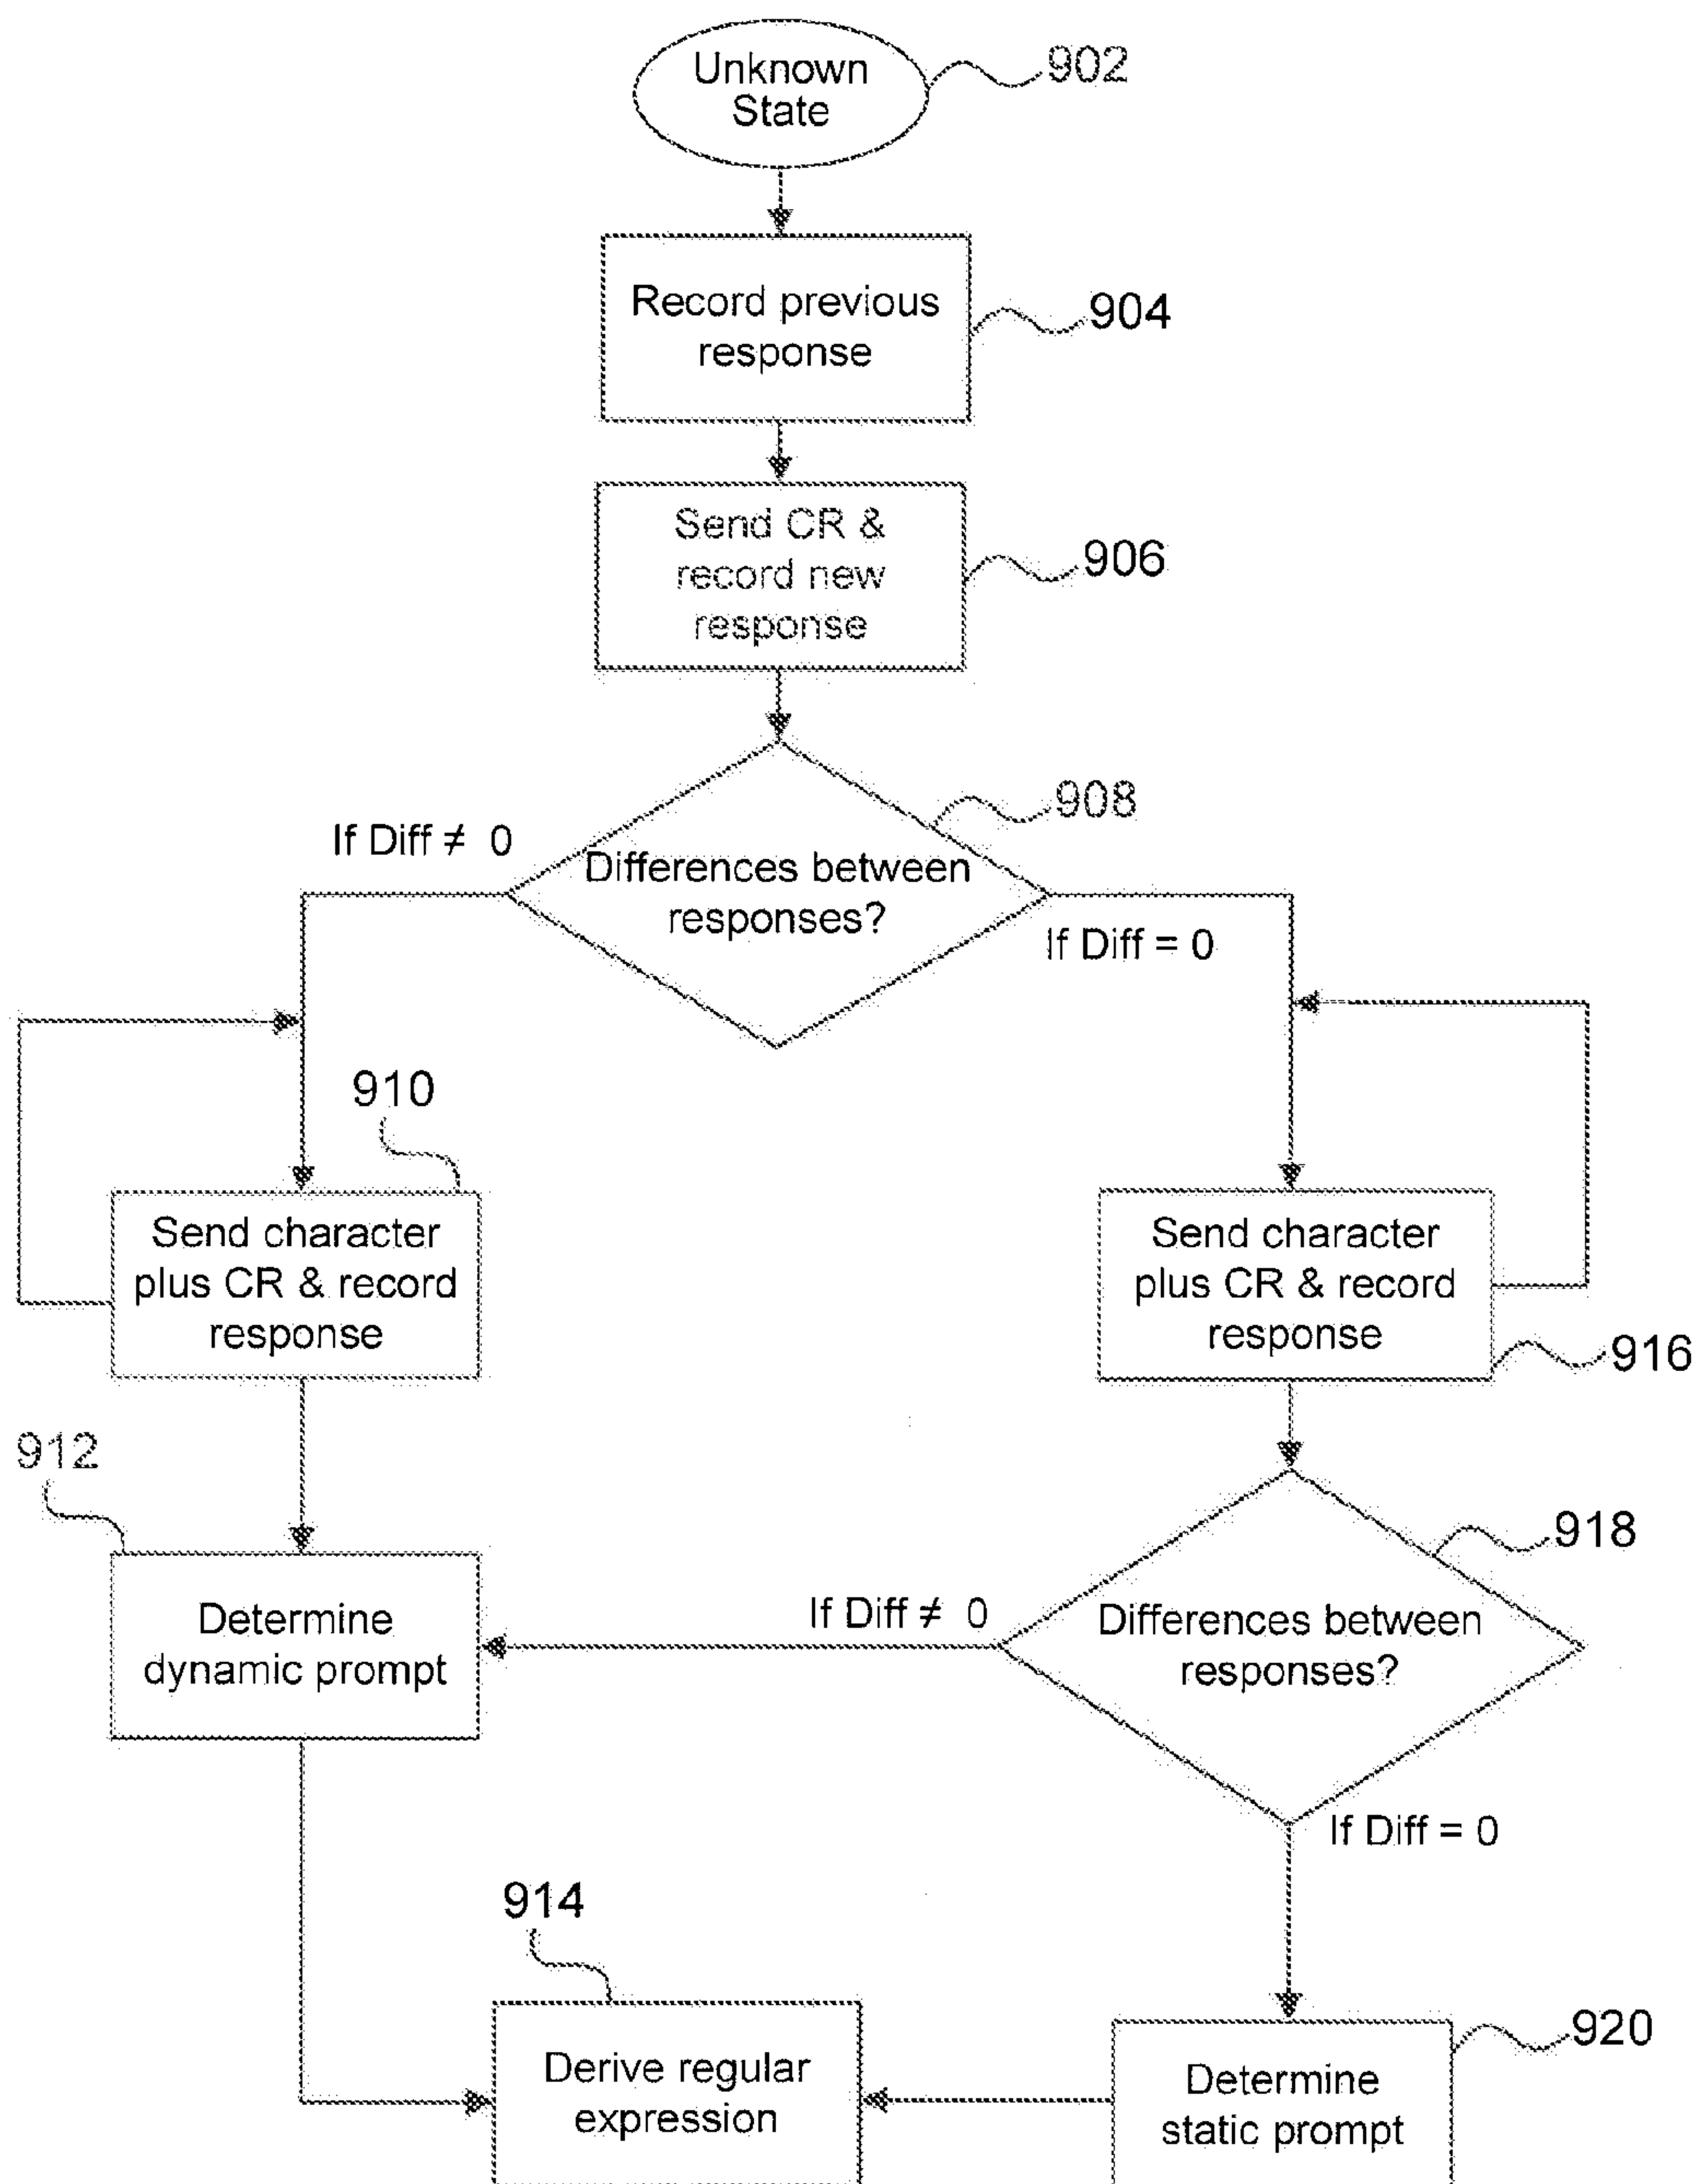 Unknown
State
902
Record previous
response
904
Send CR &
record new
response
906
908
If Diff ≠ 0
Differences between
responses?
If Diff = 0
910
Send character
plus CR & record
response
Send character
plus CR & record
response
916
912
918
Determine
dynamic prompt
If Diff ≠ 0
Differences between
responses?
If Diff = 0
914
Derive regular
expression
920
Determine
static prompt